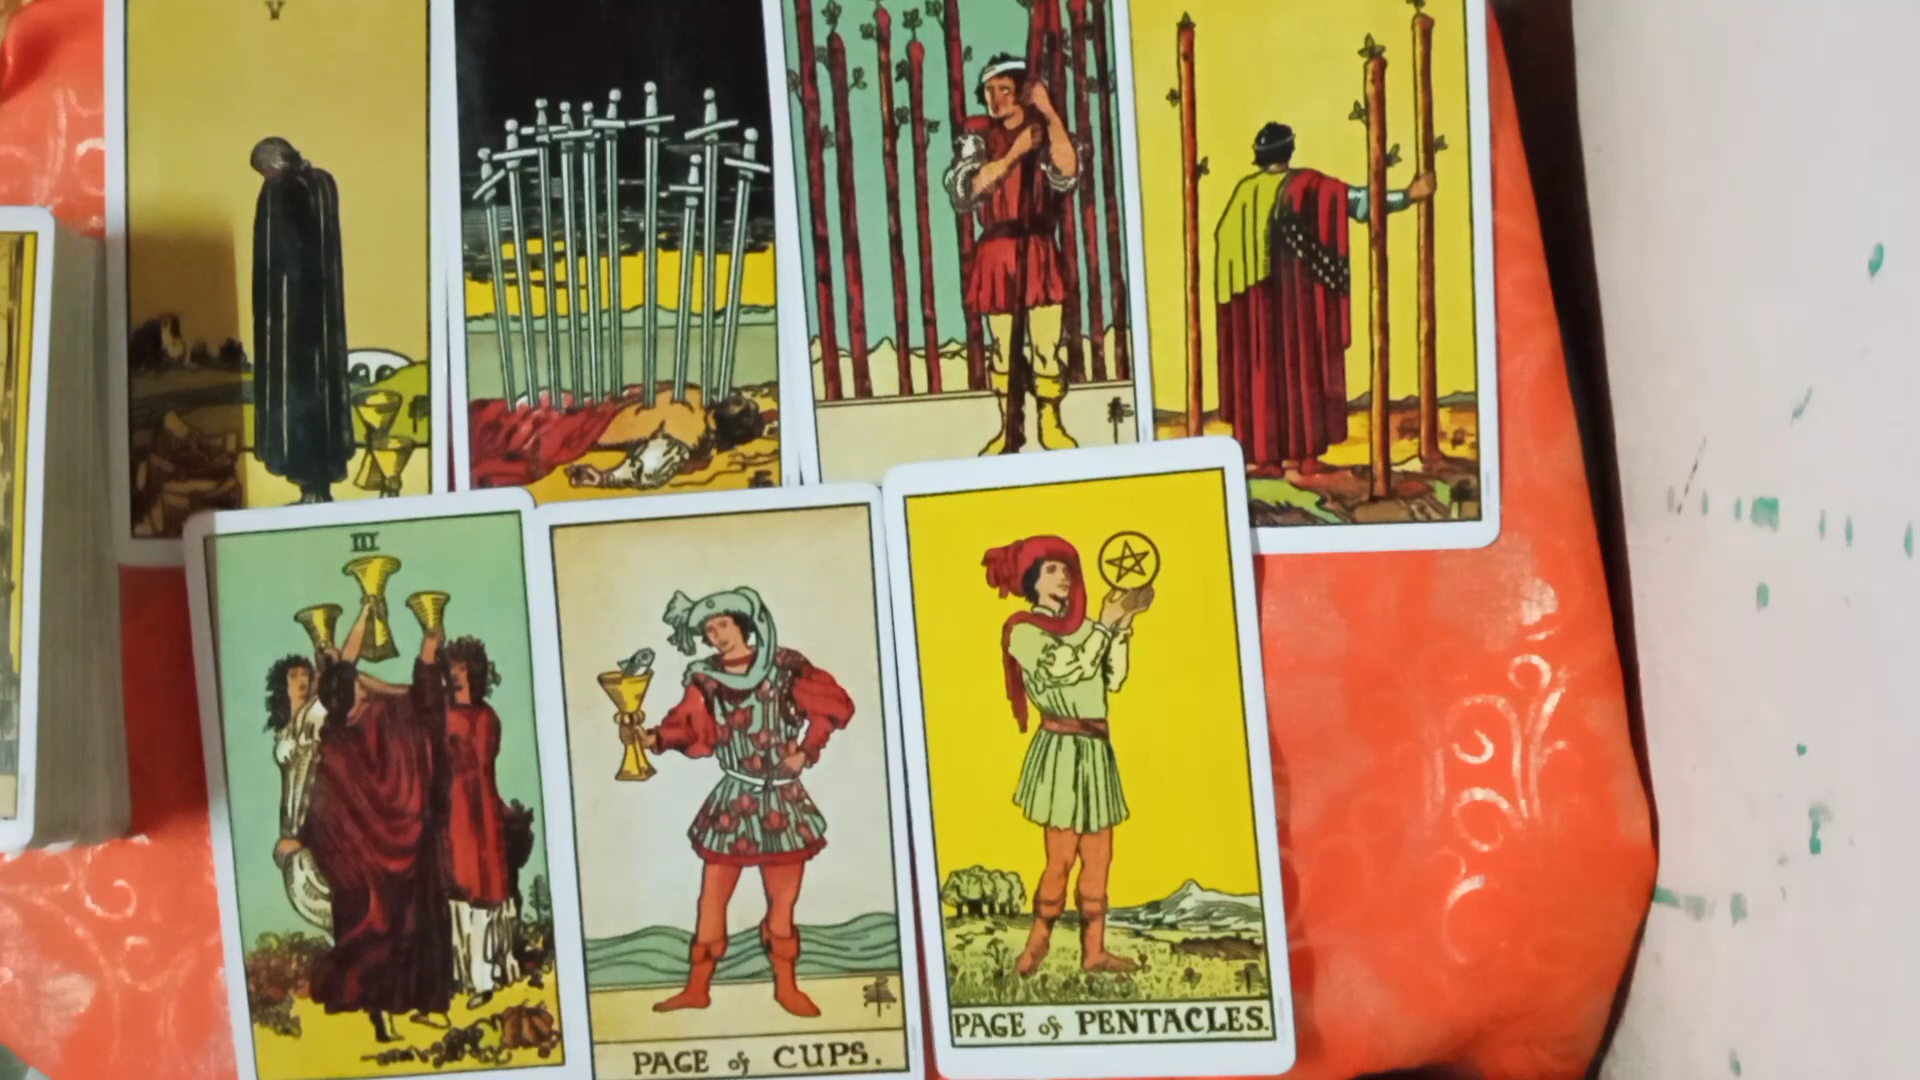 V
III
PAGE of CUPS.
PAGE of PENTACLES.